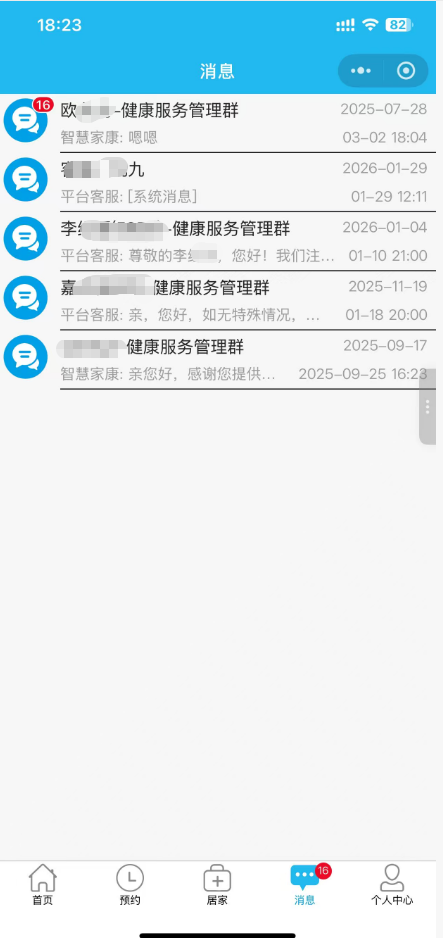 18:23
82
消息
16
欧 -健康服务管理群
2025-07-28
智慧家康: 嗯嗯
03-02 18:04
九
2026-01-29
平台客服: [系统消息]
01-29 12:11
李 -健康服务管理群
2026-01-04
平台客服: 尊敬的李 , 您好！我们注...
01-10 21:00
嘉 健康服务管理群
2025-11-19
平台客服: 亲，您好，如无特殊情况，...
01-18 20:00
健康服务管理群
2025-09-17
智慧家康: 亲您好，感谢您提供...
2025-09-25 16:23
首页
预约
居家
16
消息
个人中心